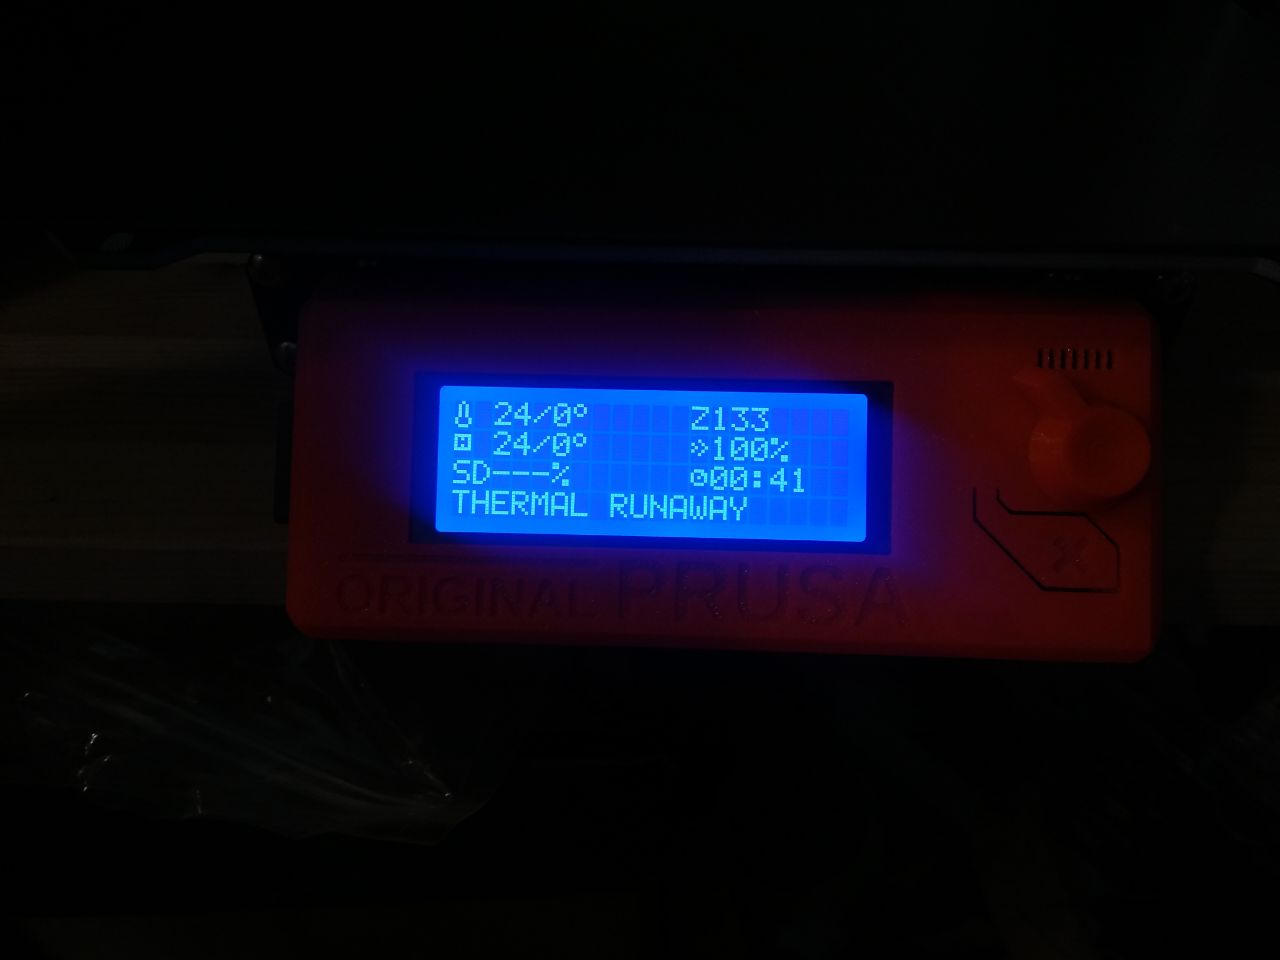 24/0° Z133
24/0° »100%
SD---% 00:41
THERMAL RUNAWAY
ORIGINAL PRUSA